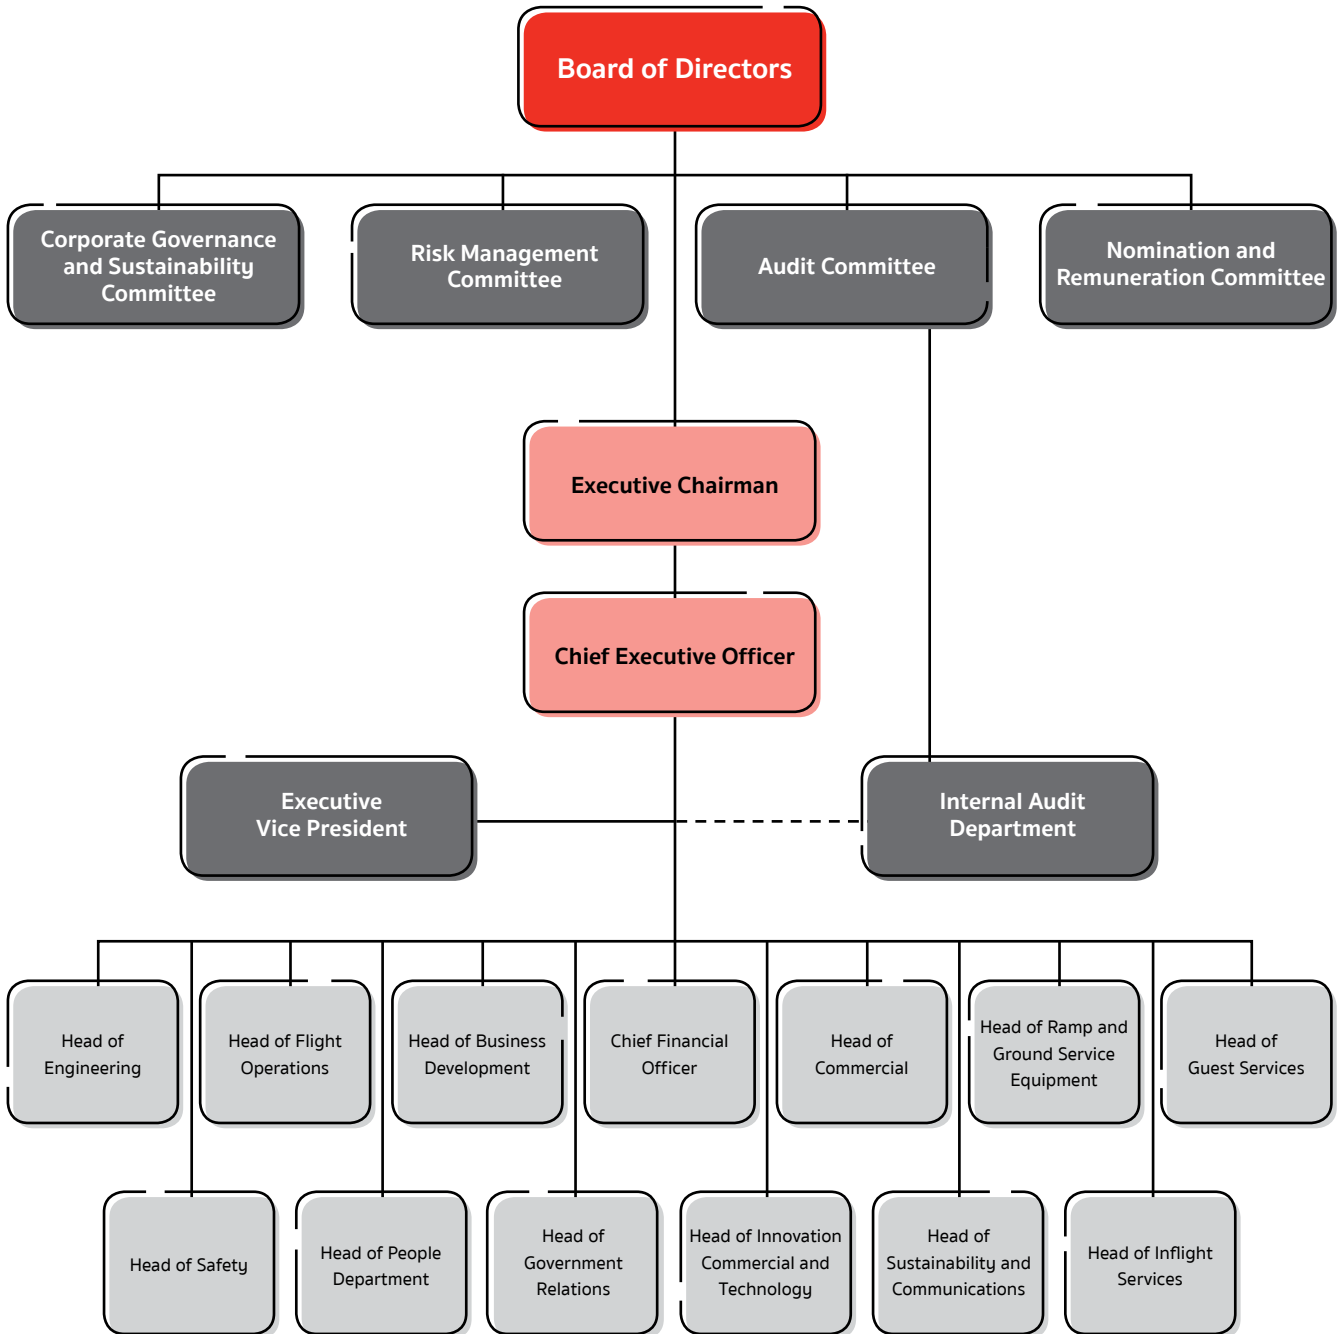 Board of Directors
Corporate Governance
and Sustainability
Committee
Risk Management
Committee
Audit Committee
Nomination and
Remuneration Committee
Executive Chairman
Chief Executive Officer
Executive
Vice President
Internal Audit
Department
Head of
Engineering
Head of Flight
Operations
Head of Business
Development
Chief Financial
Officer
Head of
Commercial
Head of Ramp and
Ground Service
Equipment
Head of
Guest Services
Head of Safety
Head of People
Department
Head of
Government
Relations
Head of Innovation
Commercial and
Technology
Head of
Sustainability and
Communications
Head of Inflight
Services